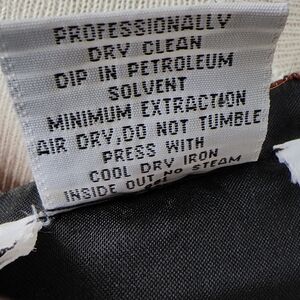 PROFESSIONALLY
DRY CLEAN
DIP IN PETROLEUM
SOLVENT
MINIMUM EXTRACTION
AIR DRY,DO NOT TUMBLE
PRESS WITH
COOL DRY IRON
INSIDE OUT NO STEAM